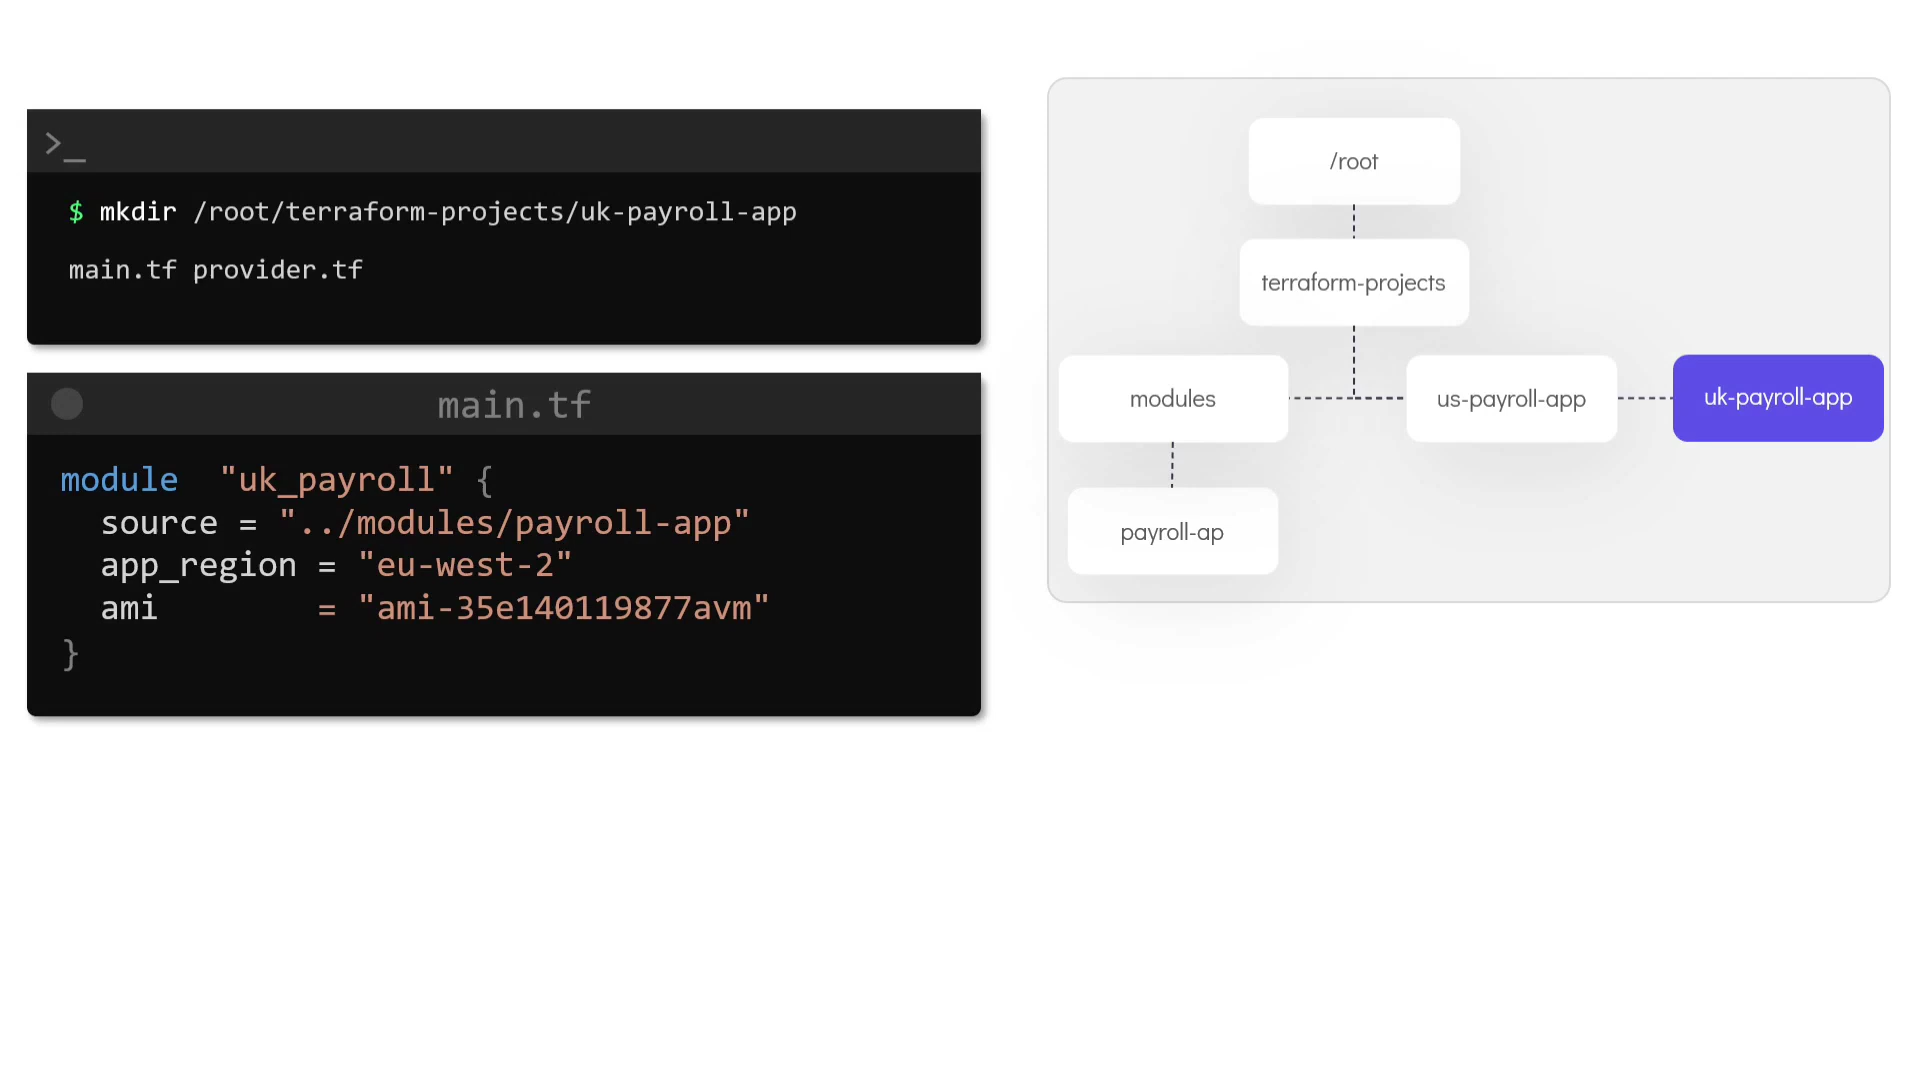 >_
$ mkdir /root/terraform-projects/uk-payroll-app
main.tf provider.tf
main.tf
module "uk_payroll" {
source = "../modules/payroll-app"
app_region = "eu-west-2"
ami = "ami-35e140119877avm"
}
/root
terraform-projects
modules
us-payroll-app
uk-payroll-app
payroll-ap